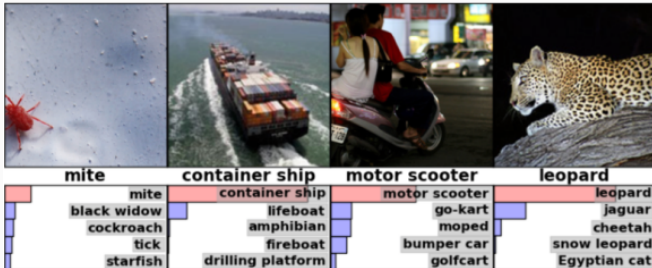 mite container ship motor scooter leopard
mite container ship motor scooter leopard
black widow lifeboat go-kart jaguar
cockroach amphibian moped cheetah
tick fireboat bumper car snow leopard
starfish drilling platform golfcart Egyptian cat